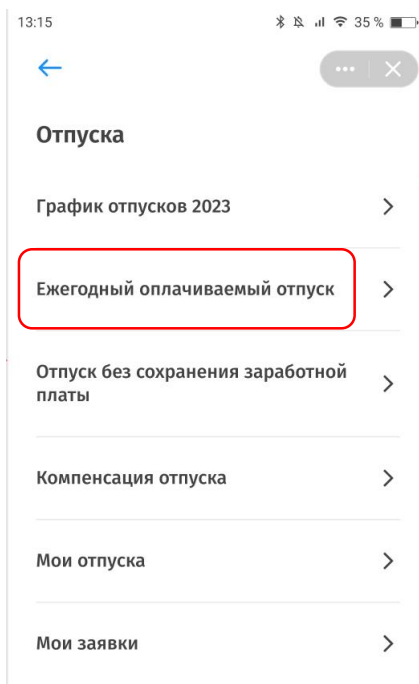 13:15
35 %
Отпуска
График отпусков 2023
Ежегодный оплачиваемый отпуск
Отпуск без сохранения заработной
платы
Компенсация отпуска
Мои отпуска
Мои заявки